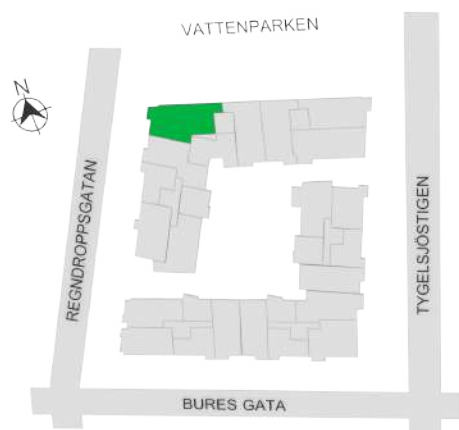 VATTENPARKEN
N
REGNDROPPSGATAN
TYGELSJÖSTIGEN
BURES GATA